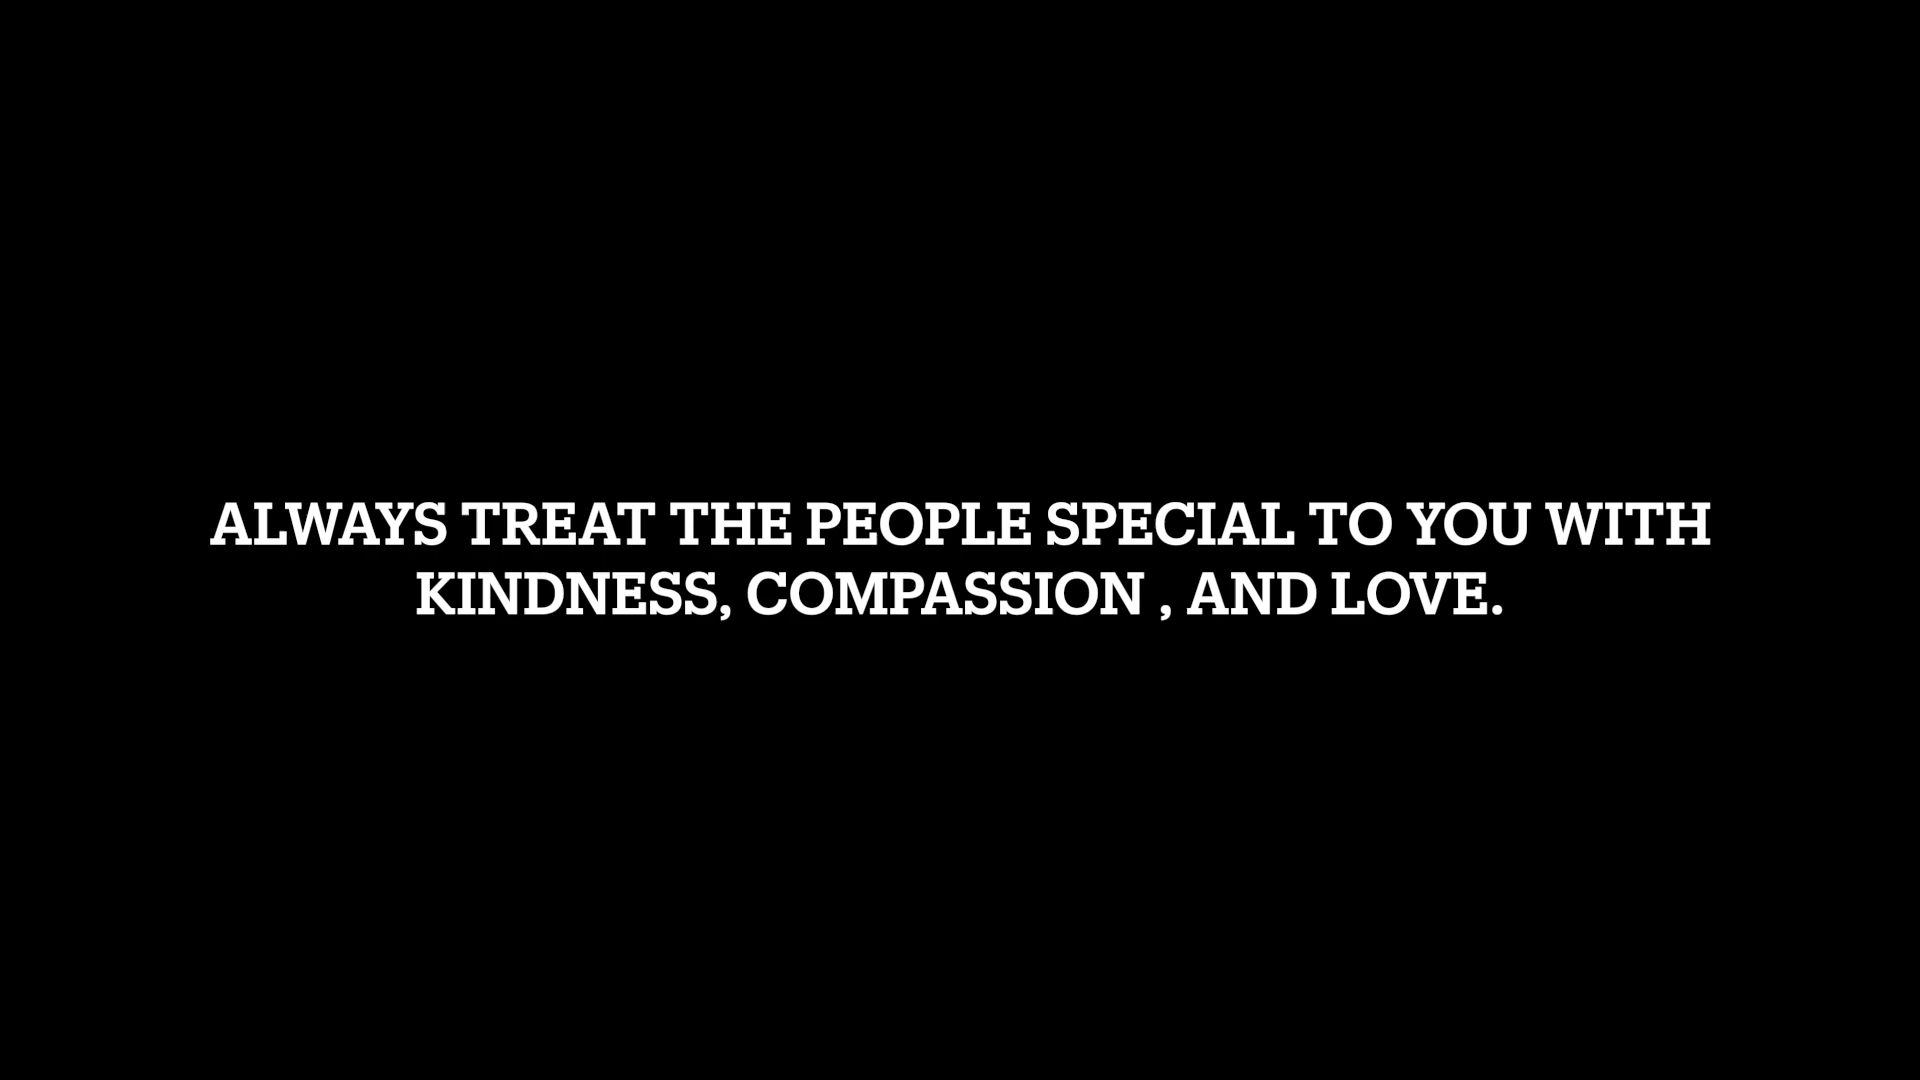 ALWAYS TREAT THE PEOPLE SPECIAL TO YOU WITH
KINDNESS, COMPASSION , AND LOVE.